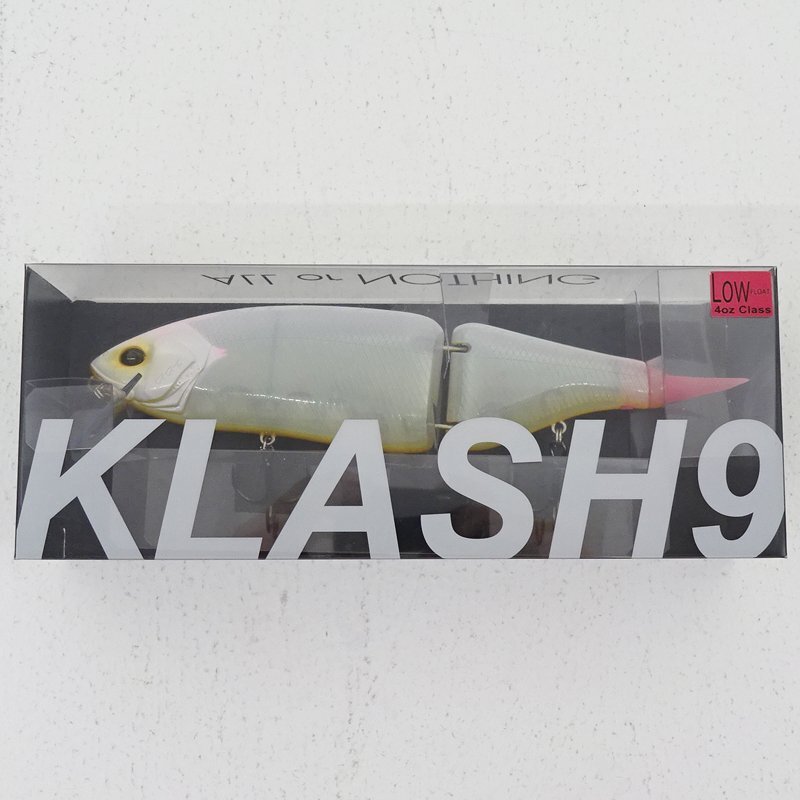 ALL or NOTHING
LOW FLOAT
4oz Class
KLASH9